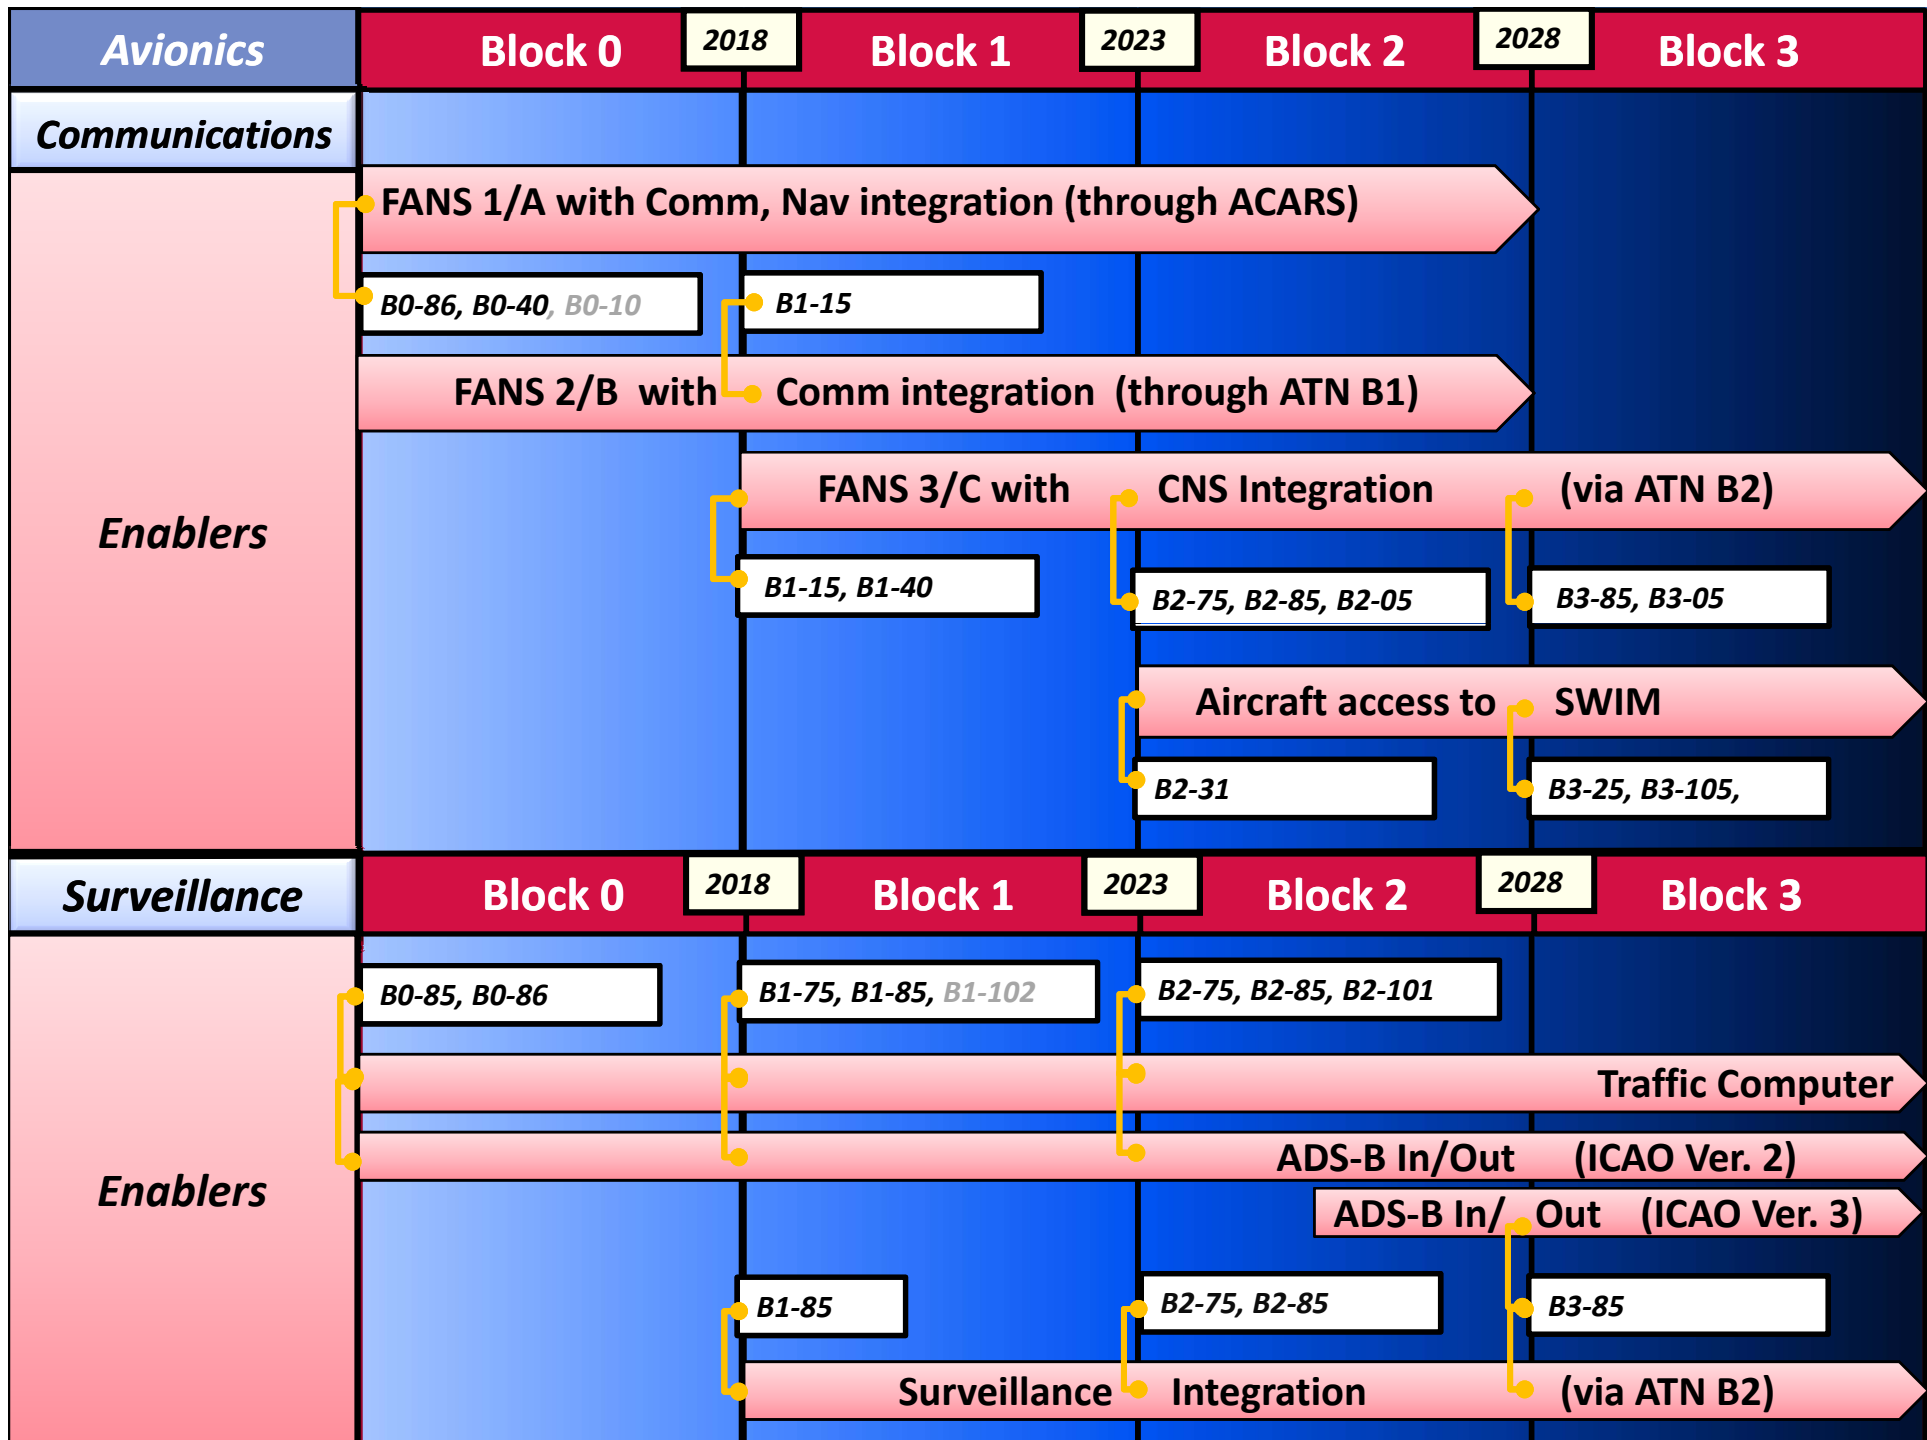 Avionics Block 0 2018 Block 1 2023 Block 2 2028 Block 3
Communications
FANS 1/A with Comm, Nav integration (through ACARS)
B0-86, B0-40, B0-10
B1-15
FANS 2/B with Comm integration (through ATN B1)
FANS 3/C with CNS Integration (via ATN B2)
Enablers
B1-15, B1-40
B2-75, B2-85, B2-05
B3-85, B3-05
Aircraft access to SWIM
B2-31
B3-25, B3-105,
Surveillance Block 0 2018 Block 1 2023 Block 2 2028 Block 3
B0-85, B0-86
B1-75, B1-85, B1-102
B2-75, B2-85, B2-101
Traffic Computer
ADS-B In/Out (ICAO Ver. 2)
Enablers
ADS-B In/ Out (ICAO Ver. 3)
B1-85
B2-75, B2-85
B3-85
Surveillance Integration (via ATN B2)